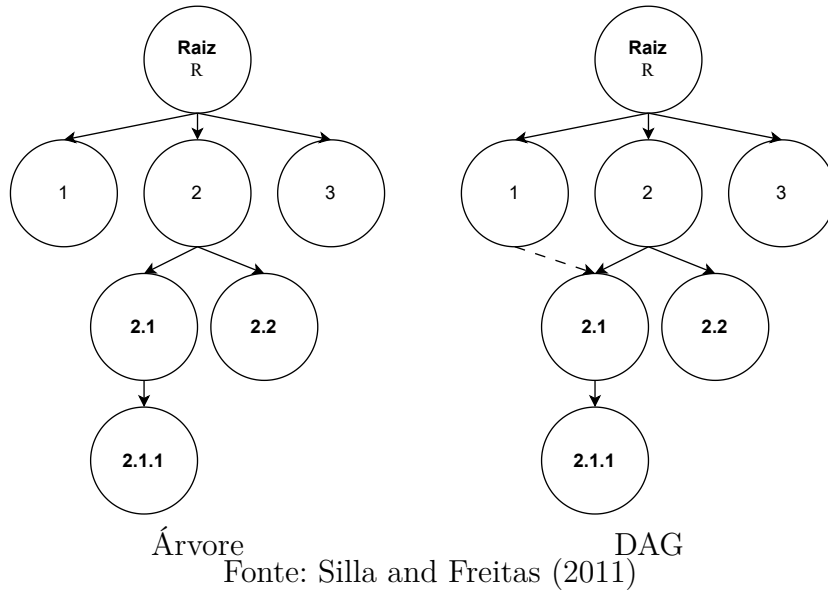 Raiz
R
1
2
3
2.1
2.2
2.1.1
Árvore
Raiz
R
1
2
3
2.1
2.2
2.1.1
DAG
Fonte: Silla and Freitas (2011)